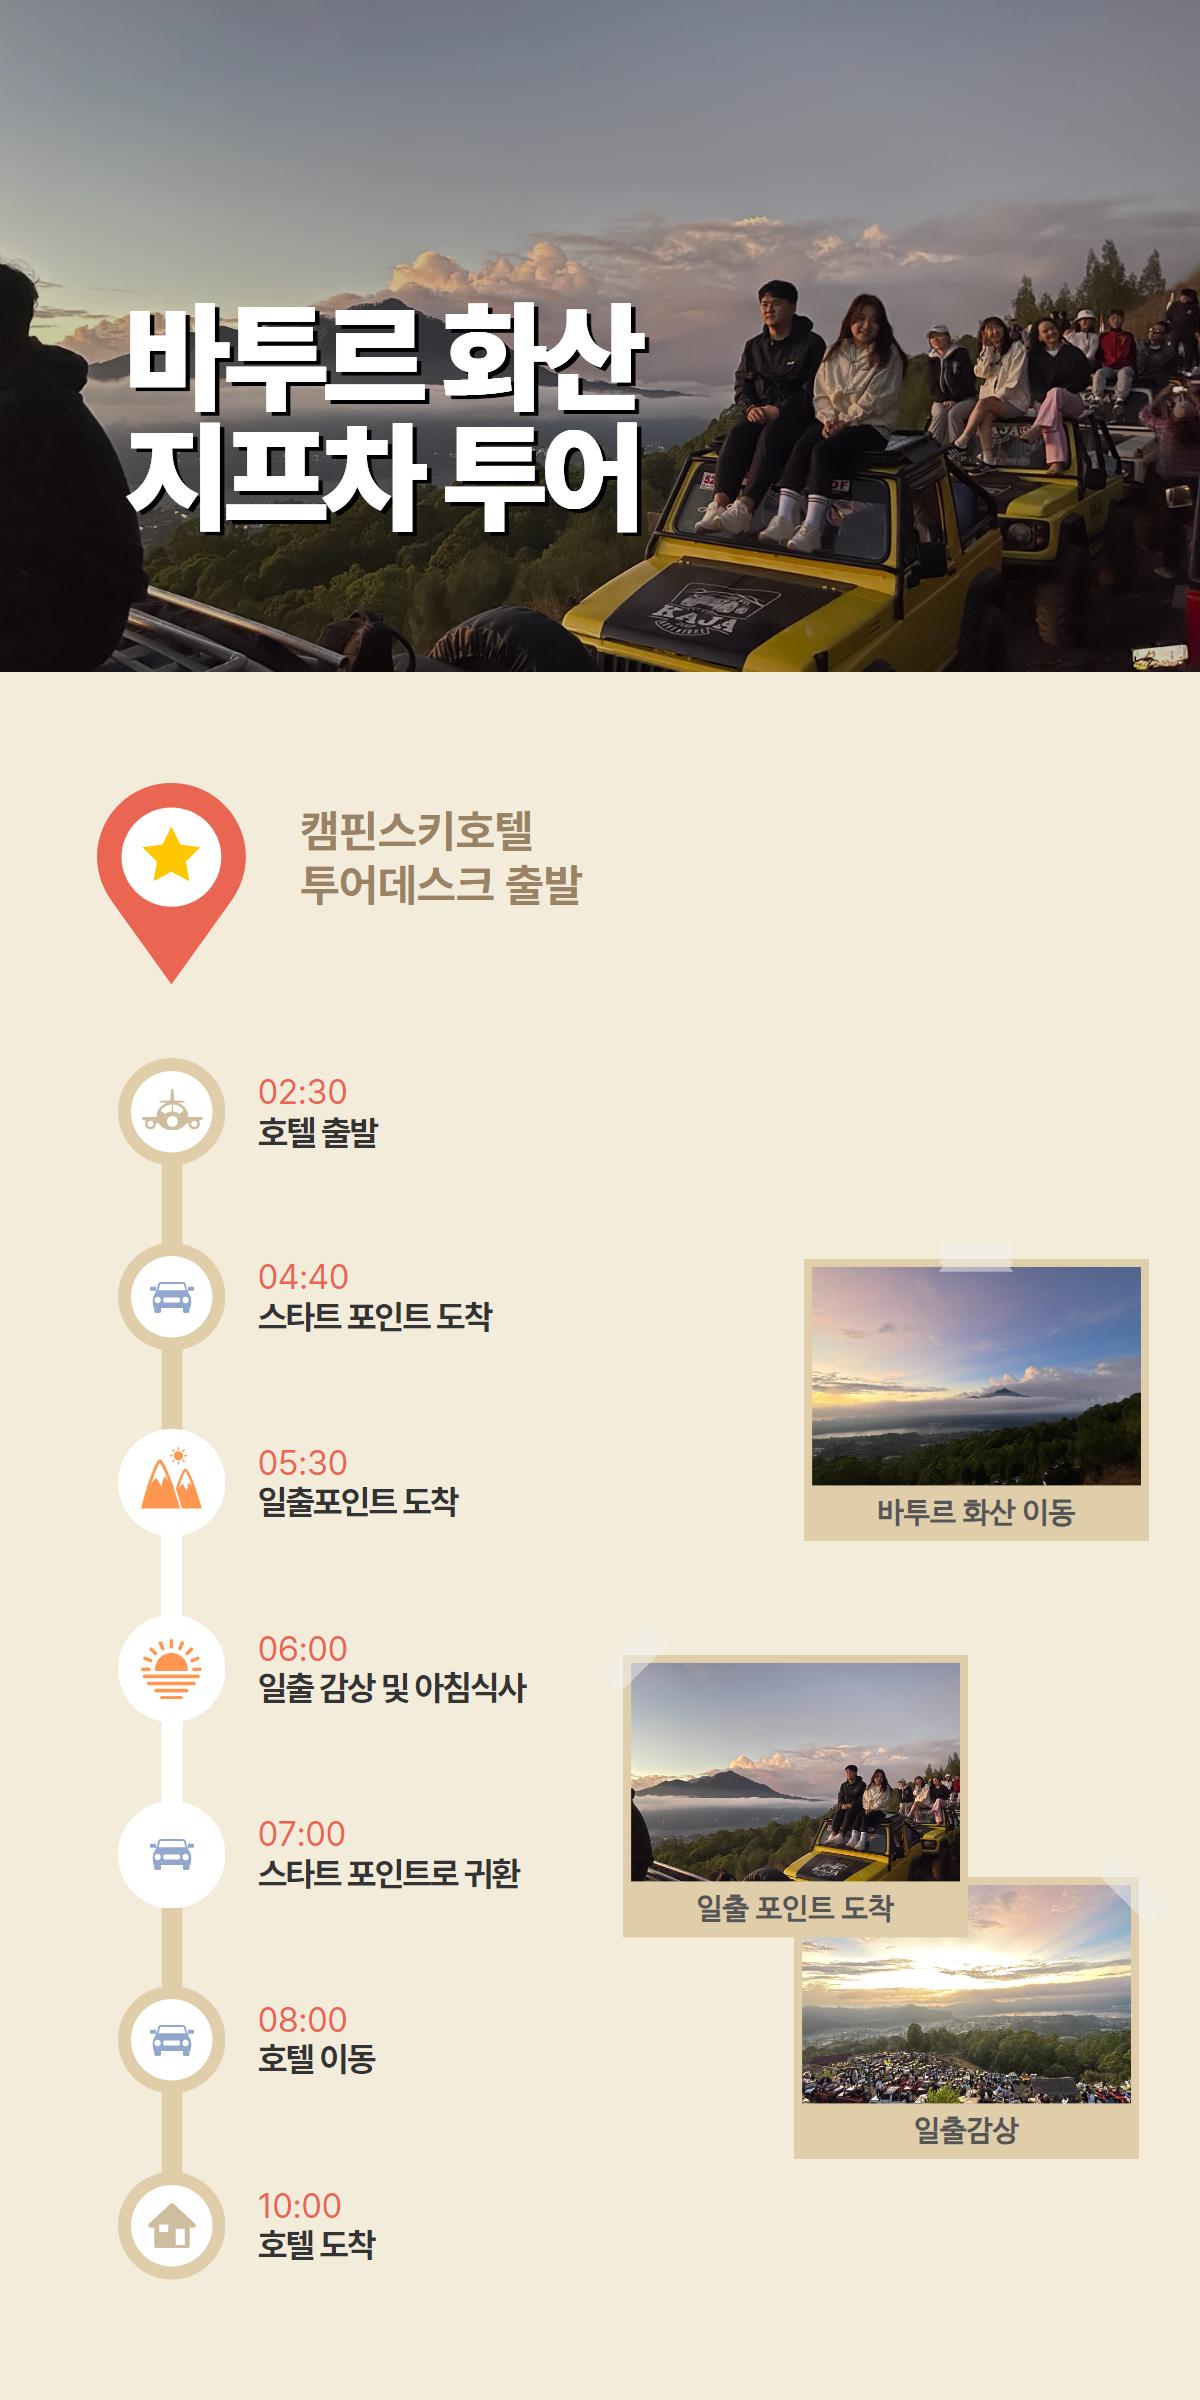 바투르 화산
지프차 투어
KAJA
캠핀스키호텔
투어데스크 출발
02:30
호텔 출발
04:40
스타트 포인트 도착
05:30
일출포인트 도착
바투르 화산 이동
06:00
일출 감상 및 아침식사
07:00
스타트 포인트로 귀환
일출 포인트 도착
08:00
호텔 이동
일출감상
10:00
호텔 도착